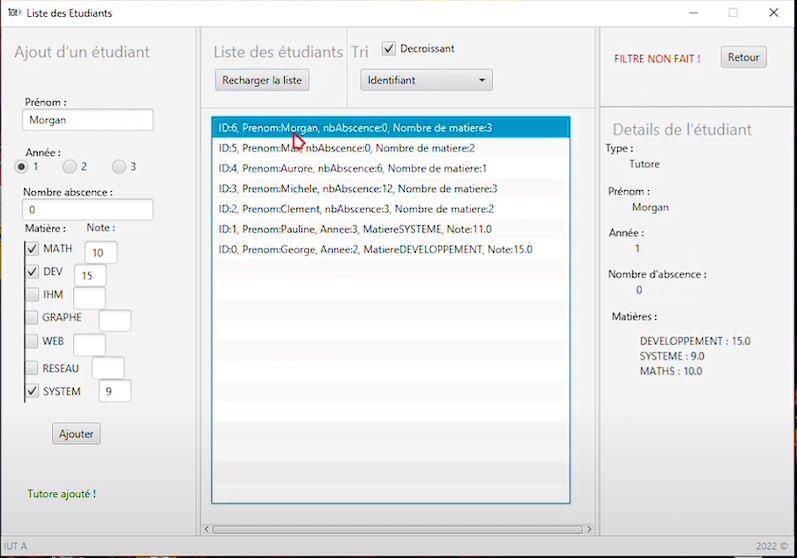 Liste des Etudiants
Ajout d'un étudiant
Prénom :
Morgan
Année :
1 2 3
Nombre abscence :
0
Matière : Note :
MATH 10
DEV 15
IHM
GRAPHE
WEB
RESEAU
SYSTEM 9
Ajouter
Tutore ajouté !
IUT A
Liste des étudiants
Recharger la liste
Tri
Decroissant
Identifiant
ID:6, Prenom:Morgan, nbAbscence:0, Nombre de matiere:3
ID:5, Prenom:Max, nbAbscence:0, Nombre de matiere:2
ID:4, Prenom:Aurore, nbAbscence:6, Nombre de matiere:1
ID:3, Prenom:Michele, nbAbscence:12, Nombre de matiere:3
ID:2, Prenom:Clement, nbAbscence:3, Nombre de matiere:2
ID:1, Prenom:Pauline, Annee:3, MatiereSYSTEME, Note:11.0
ID:0, Prenom:George, Annee:2, MatiereDEVELOPPEMENT, Note:15.0
FILTRE NON FAIT !
Retour
Details de l'étudiant
Type :
Tutore
Prénom :
Morgan
Année :
1
Nombre d'abscence :
0
Matières :
DEVELOPPEMENT : 15.0
SYSTEME : 9.0
MATHS : 10.0
2022 ©